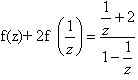 f(z)+ 2f (1/z) = (1/z + 2)/(1 − 1/z)